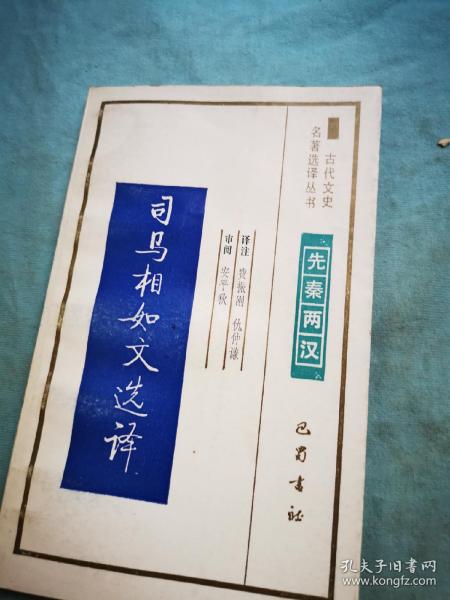 古代文史
名著选译丛书
先秦两汉
巴蜀书社
译注 费振刚 仇仲谦
审阅 安平秋
司马相如文选译
孔夫子旧书网
www.kongfz.com